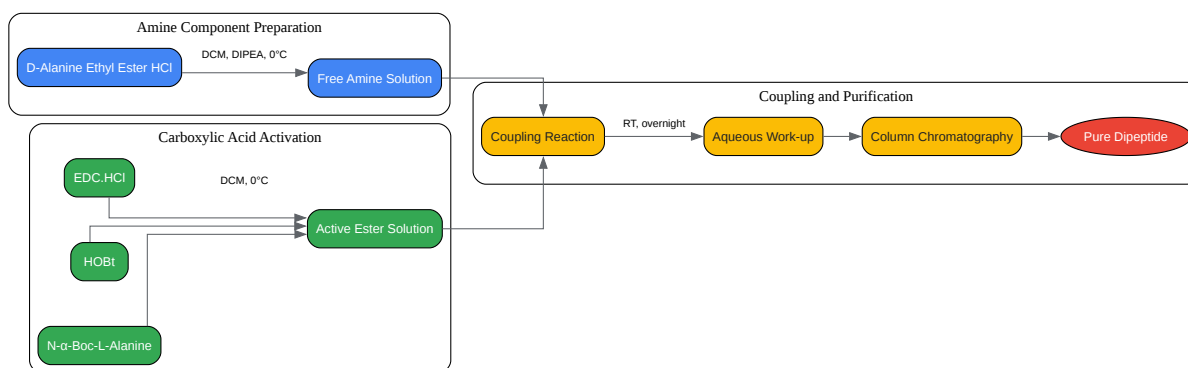 Amine Component Preparation
D-Alanine Ethyl Ester HCl
DCM, DIPEA, 0°C
Free Amine Solution
Carboxylic Acid Activation
EDC.HCl
DCM, 0°C
HOBt
N-α-Boc-L-Alanine
Active Ester Solution
Coupling and Purification
Coupling Reaction
RT, overnight
Aqueous Work-up
Column Chromatography
Pure Dipeptide